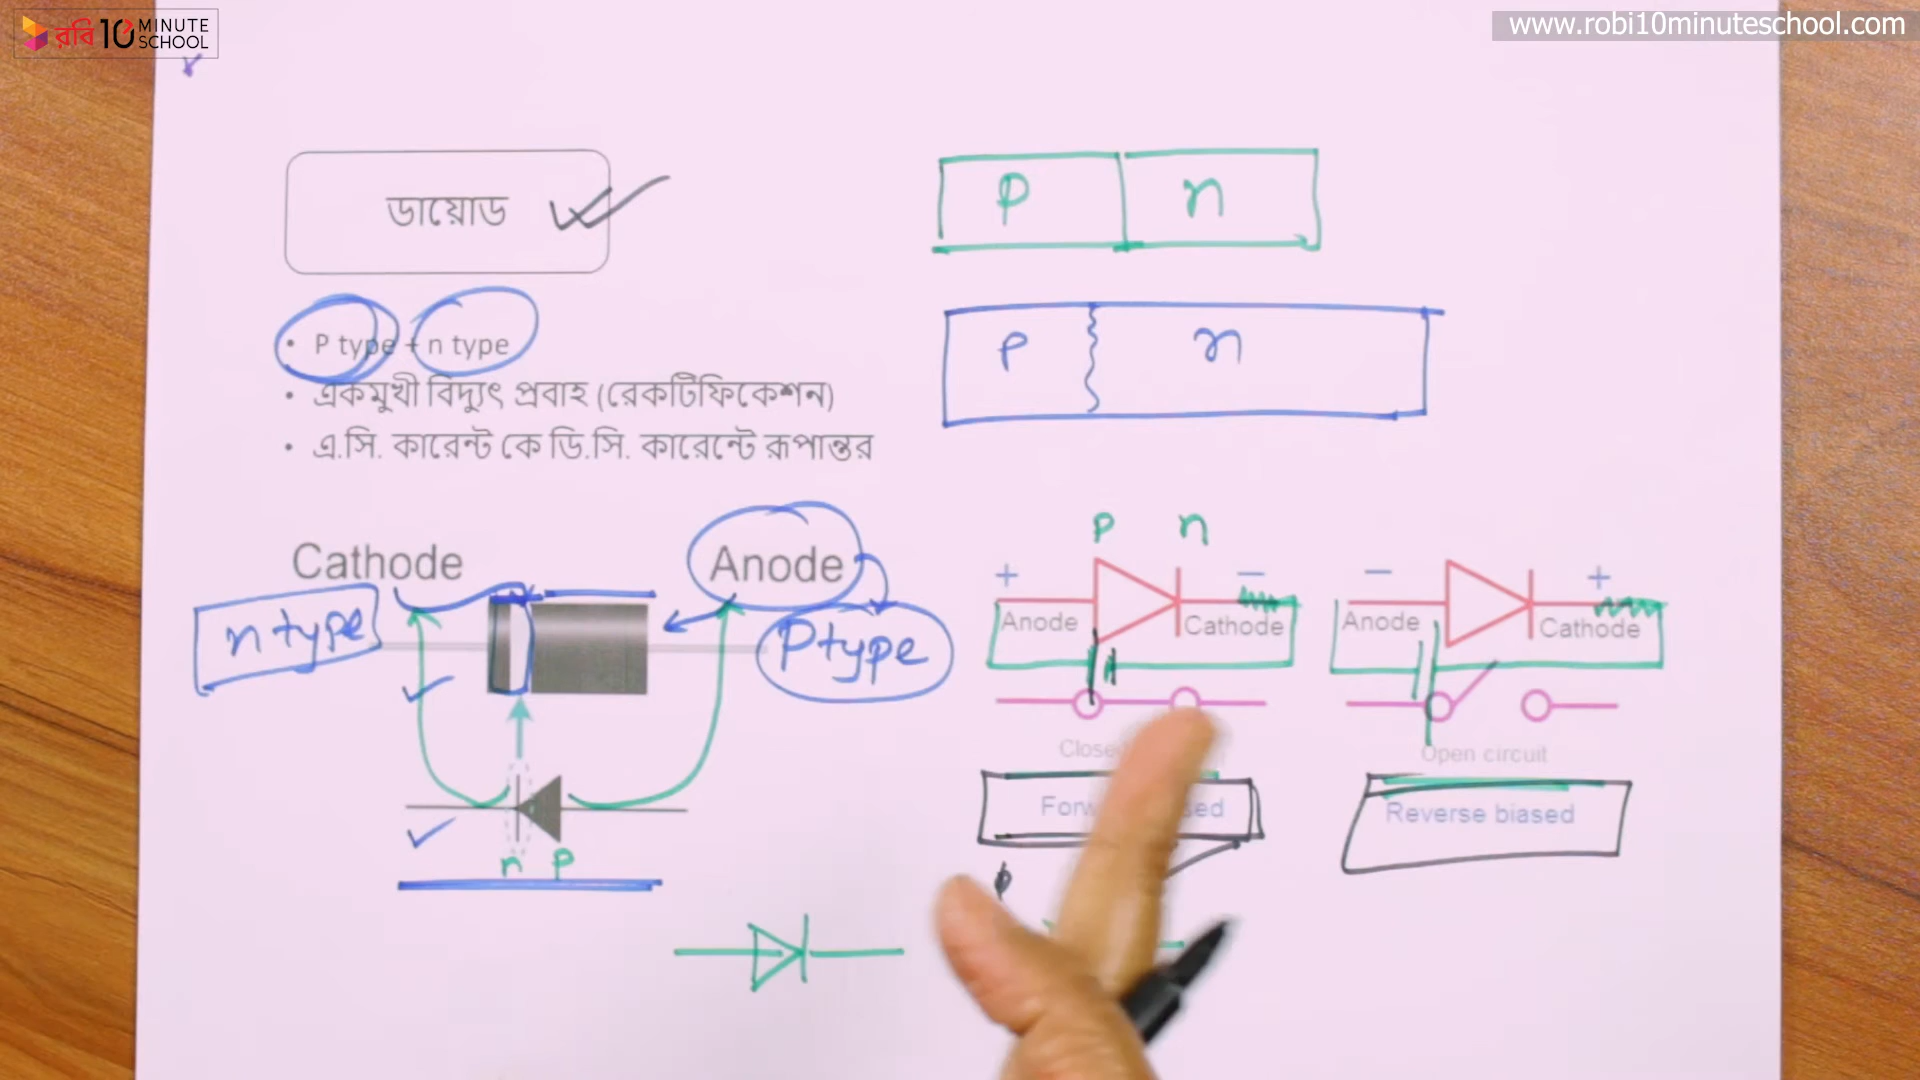 রবি 10 MINUTE SCHOOL
www.robi10minuteschool.com
ডায়োড
P n
• P type + n type
P n
• একমুখী বিদ্যুৎ প্রবাহ (রেকটিফিকেশন)
• এ.সি. কারেন্ট কে ডি.সি. কারেন্টে রূপান্তর
Cathode Anode
n type P type
n P
P n
+ −
Anode Cathode
− +
Anode Cathode
Open circuit
Reverse biased